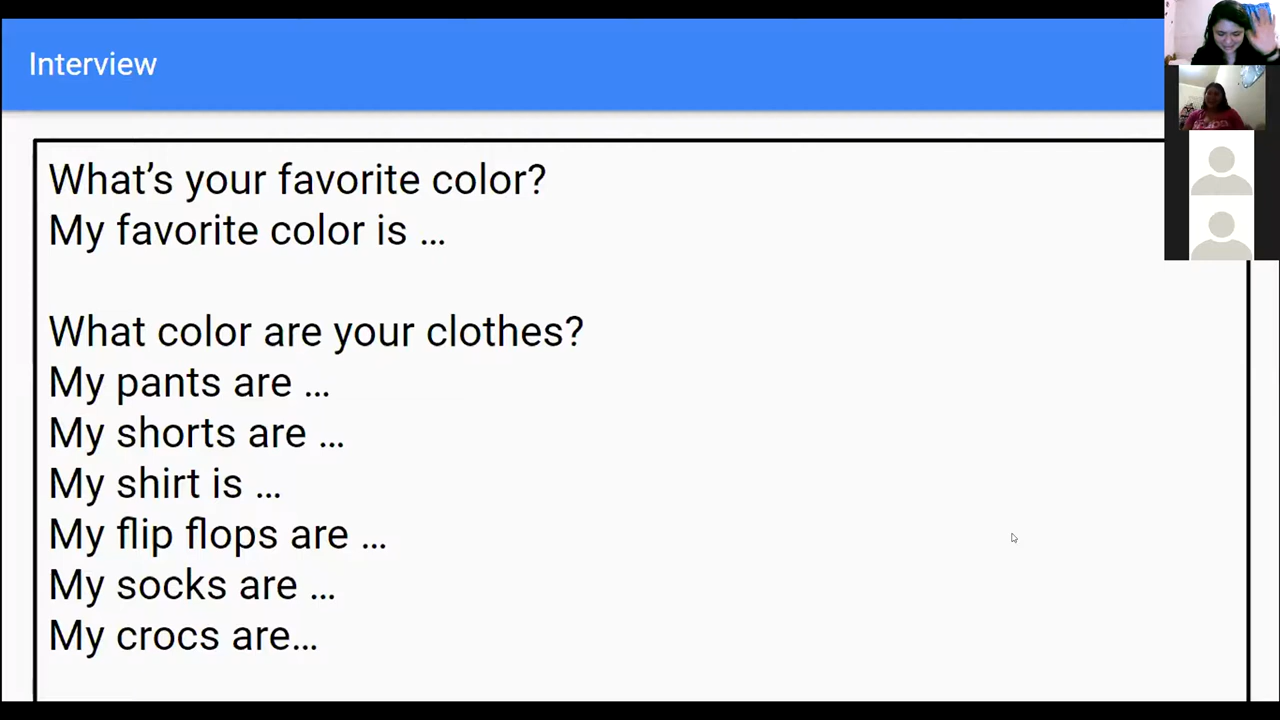 Interview
What’s your favorite color?
My favorite color is ...
What color are your clothes?
My pants are ...
My shorts are ...
My shirt is ...
My flip flops are ...
My socks are ...
My crocs are...